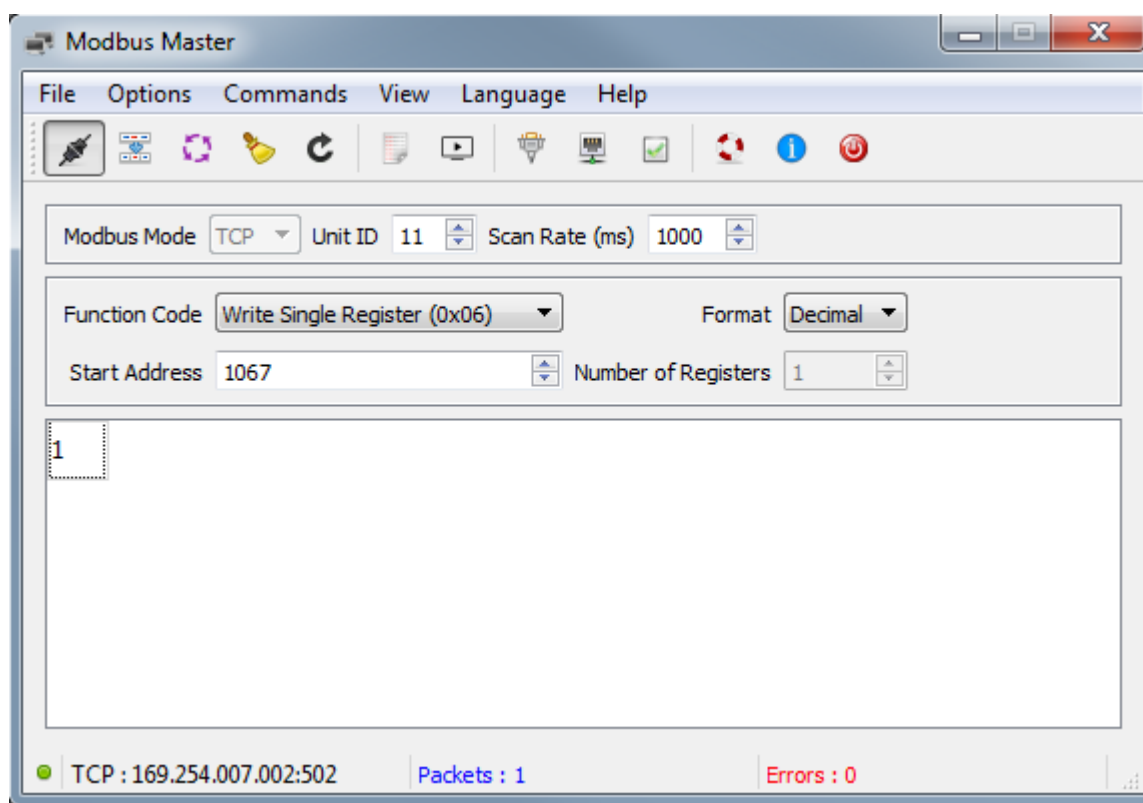 Modbus Master
File Options Commands View Language Help
Modbus Mode TCP Unit ID 11 Scan Rate (ms) 1000
Function Code Write Single Register (0x06) Format Decimal
Start Address 1067 Number of Registers 1
1
TCP : 169.254.007.002:502 Packets : 1 Errors : 0